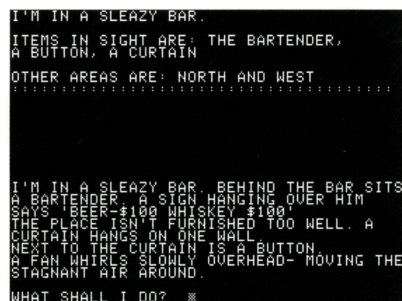 I'M IN A SLEAZY BAR.
ITEMS IN SIGHT ARE: THE BARTENDER,
A BUTTON, A CURTAIN
OTHER AREAS ARE: NORTH AND WEST
I'M IN A SLEAZY BAR. BEHIND THE BAR SITS
A BARTENDER. A SIGN HANGING OVER HIM
SAYS 'BEER-$100 WHISKEY $100'
THE PLACE ISN'T FURNISHED TOO WELL. A
CURTAIN HANGS ON ONE WALL.
NEXT TO THE CURTAIN IS A BUTTON.
A FAN WHIRLS SLOWLY OVERHEAD- MOVING THE
STAGNANT AIR AROUND.
WHAT SHALL I DO?